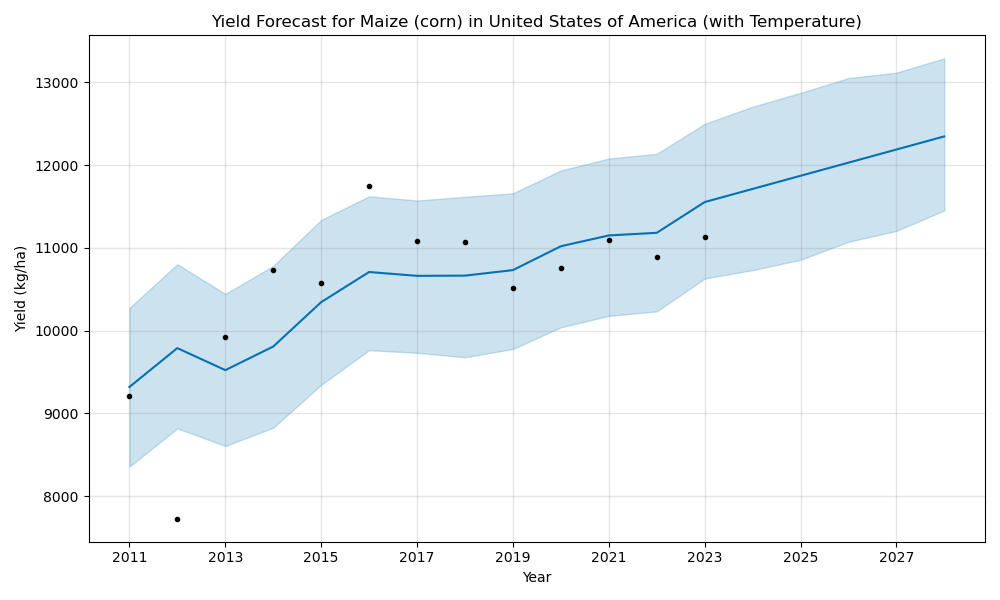 Yield Forecast for Maize (corn) in United States of America (with Temperature)
Yield (kg/ha)
13000
12000
11000
10000
9000
8000
2011 2013 2015 2017 2019 2021 2023 2025 2027
Year